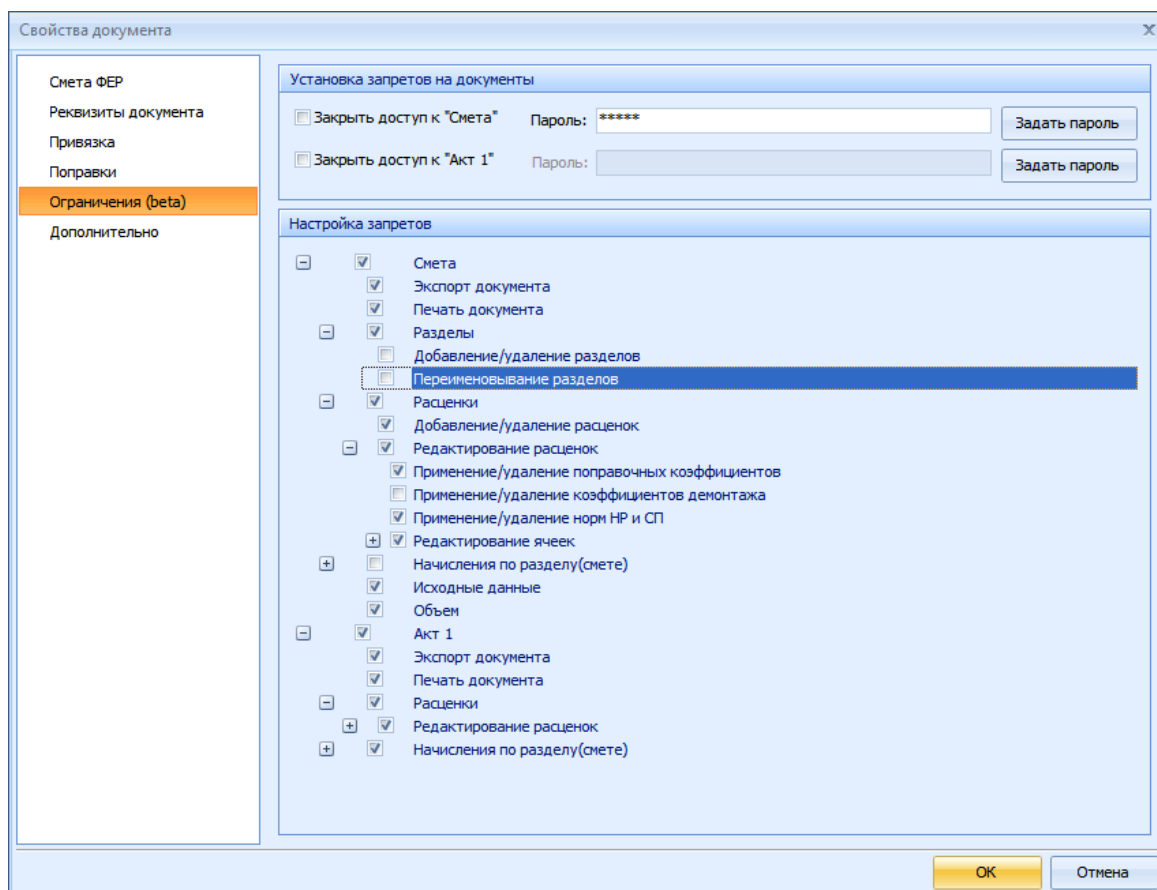 Свойства документа
Смета ФЕР
Реквизиты документа
Привязка
Поправки
Ограничения (beta)
Дополнительно
Установка запретов на документы
Закрыть доступ к "Смета" Пароль: ***** Задать пароль
Закрыть доступ к "Акт 1" Пароль: Задать пароль
Настройка запретов
Смета
Экспорт документа
Печать документа
Разделы
Добавление/удаление разделов
Переименовывание разделов
Расценки
Добавление/удаление расценок
Редактирование расценок
Применение/удаление поправочных коэффициентов
Применение/удаление коэффициентов демонтажа
Применение/удаление норм НР и СП
Редактирование ячеек
Начисления по разделу(смете)
Исходные данные
Объем
Акт 1
Экспорт документа
Печать документа
Расценки
Редактирование расценок
Начисления по разделу(смете)
ОК Отмена